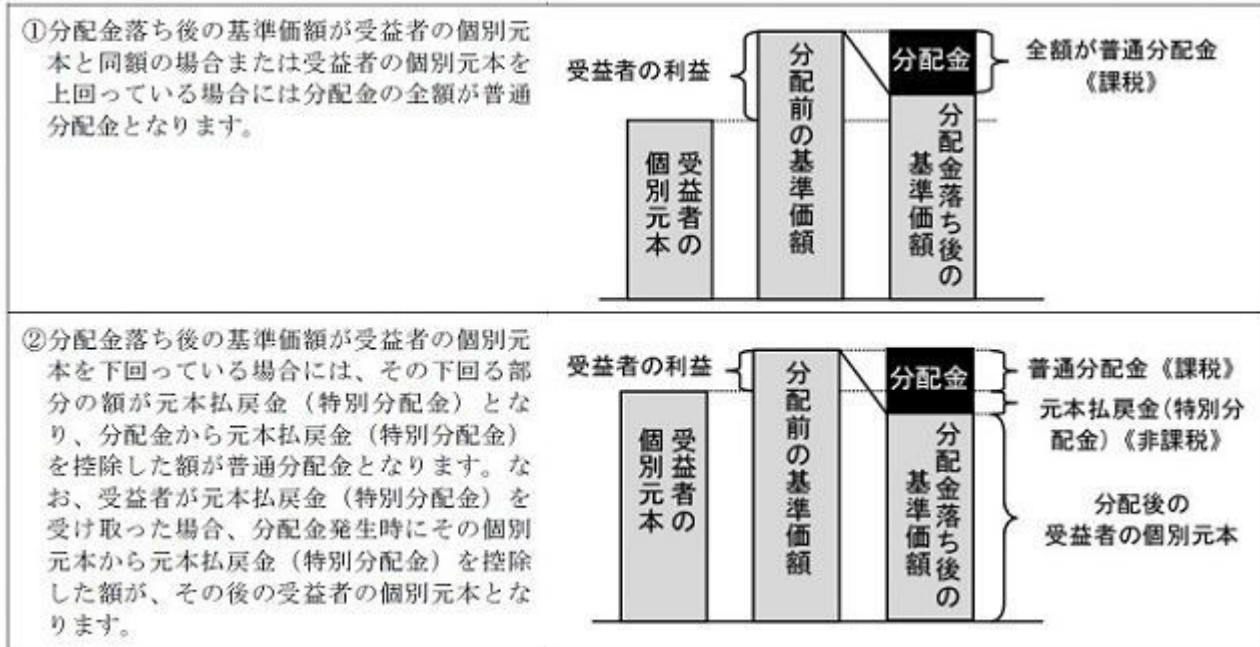 ①分配金落ち後の基準価額が受益者の個別元
本と同額の場合または受益者の個別元本を
上回っている場合には分配金の全額が普通
分配金となります。
受益者の利益
受益者の
個別元本
分配前の基準価額
分配金
分配金落ち後の
基準価額
全額が普通分配金
《課税》
②分配金落ち後の基準価額が受益者の個別元
本を下回っている場合には、その下回る部
分の額が元本払戻金（特別分配金）とな
り、分配金から元本払戻金（特別分配金）
を控除した額が普通分配金となります。な
お、受益者が元本払戻金（特別分配金）を
受け取った場合、分配金発生時にその個別
元本から元本払戻金（特別分配金）を控除
した額が、その後の受益者の個別元本とな
ります。
受益者の利益
受益者の
個別元本
分配前の基準価額
分配金
分配金落ち後の
基準価額
普通分配金《課税》
元本払戻金(特別分
配金)《非課税》
分配後の
受益者の個別元本